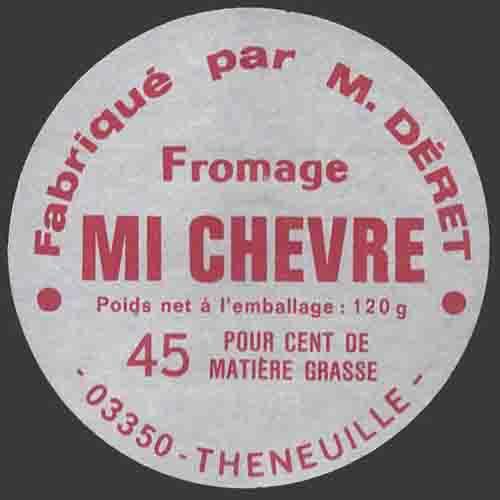 Fabriqué par M. DÉRET
Fromage
MI CHEVRE
Poids net à l'emballage : 120 g
45 POUR CENT DE
MATIÈRE GRASSE
- 03350 - THENEUILLE -